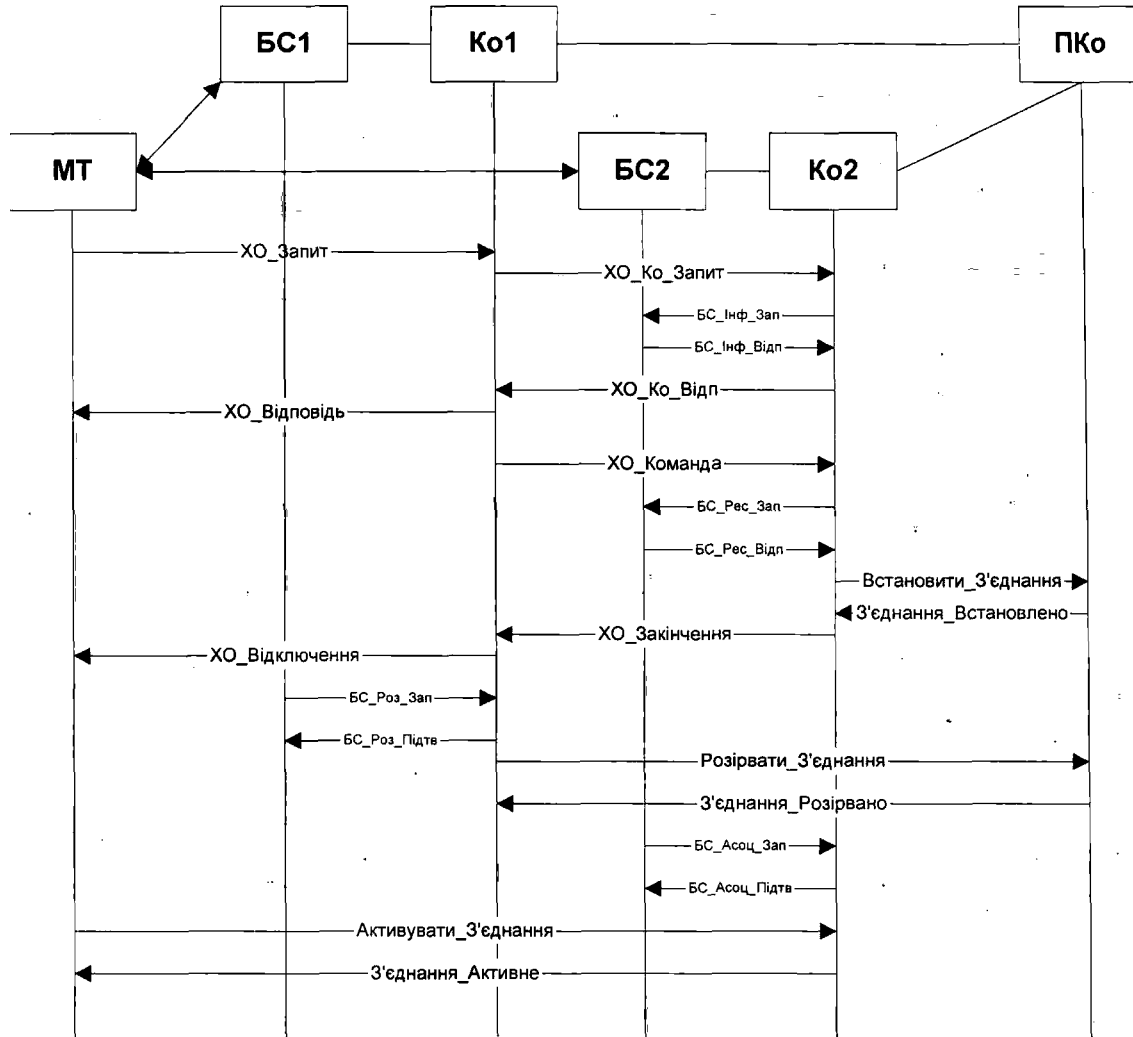 БС1
Ко1
ПКо
МТ
БС2
Ко2
ХО_Запит
ХО_Ко_Запит
БС_Інф_Зап
БС_Інф_Відп
ХО_Ко_Відп
ХО_Відповідь
ХО_Команда
БС_Рес_Зап
БС_Рес_Відп
Встановити_З'єднання
З'єднання_Встановлено
ХО_Закінчення
ХО_Відключення
БС_Роз_Зап
БС_Роз_Підтв
Розірвати_З'єднання
З'єднання_Розірвано
БС_Асоц_Зап
БС_Асоц_Підтв
Активувати_З'єднання
З'єднання_Активне